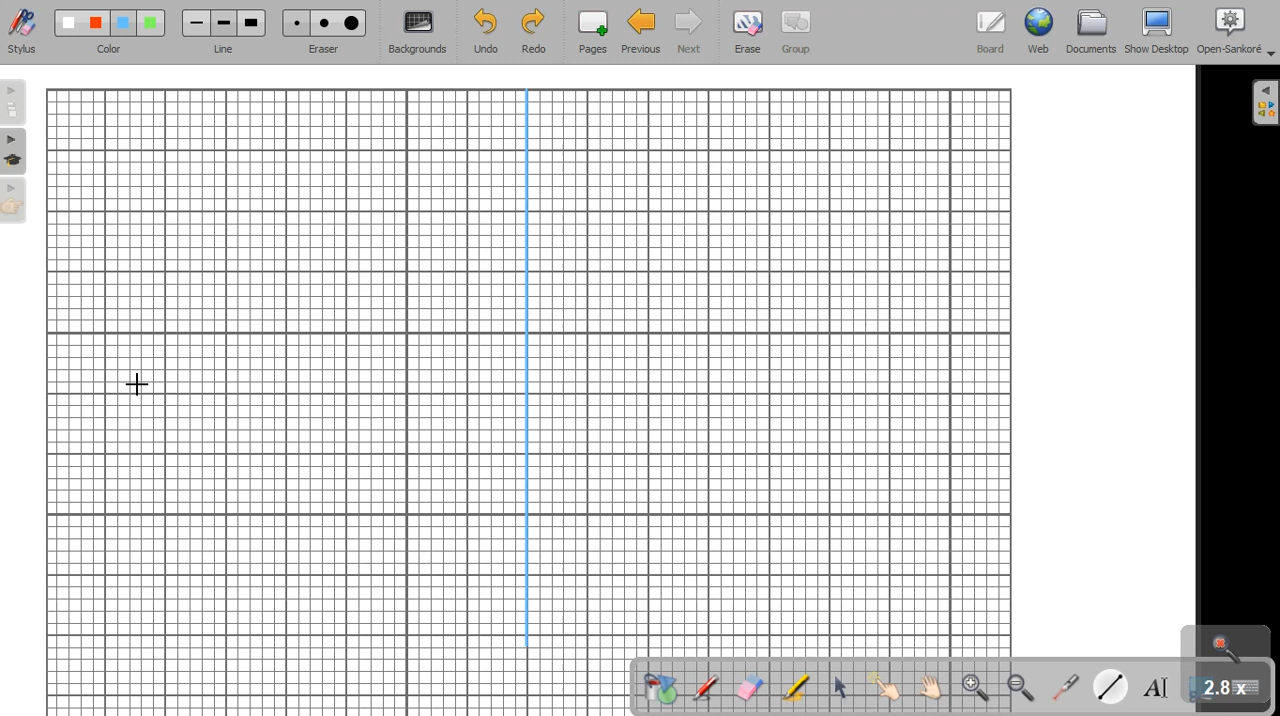 Stylus
Color
Line
Eraser
Backgrounds
Undo
Redo
Pages
Previous
Next
Erase
Group
Board
Web
Documents
Show Desktop
Open-Sankoré
AI
2.8 x